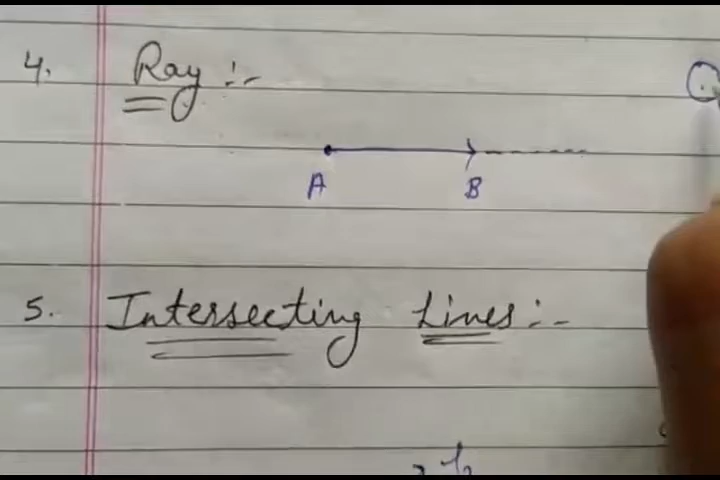 4. Ray :-
A B
5. Intersecting Lines :-